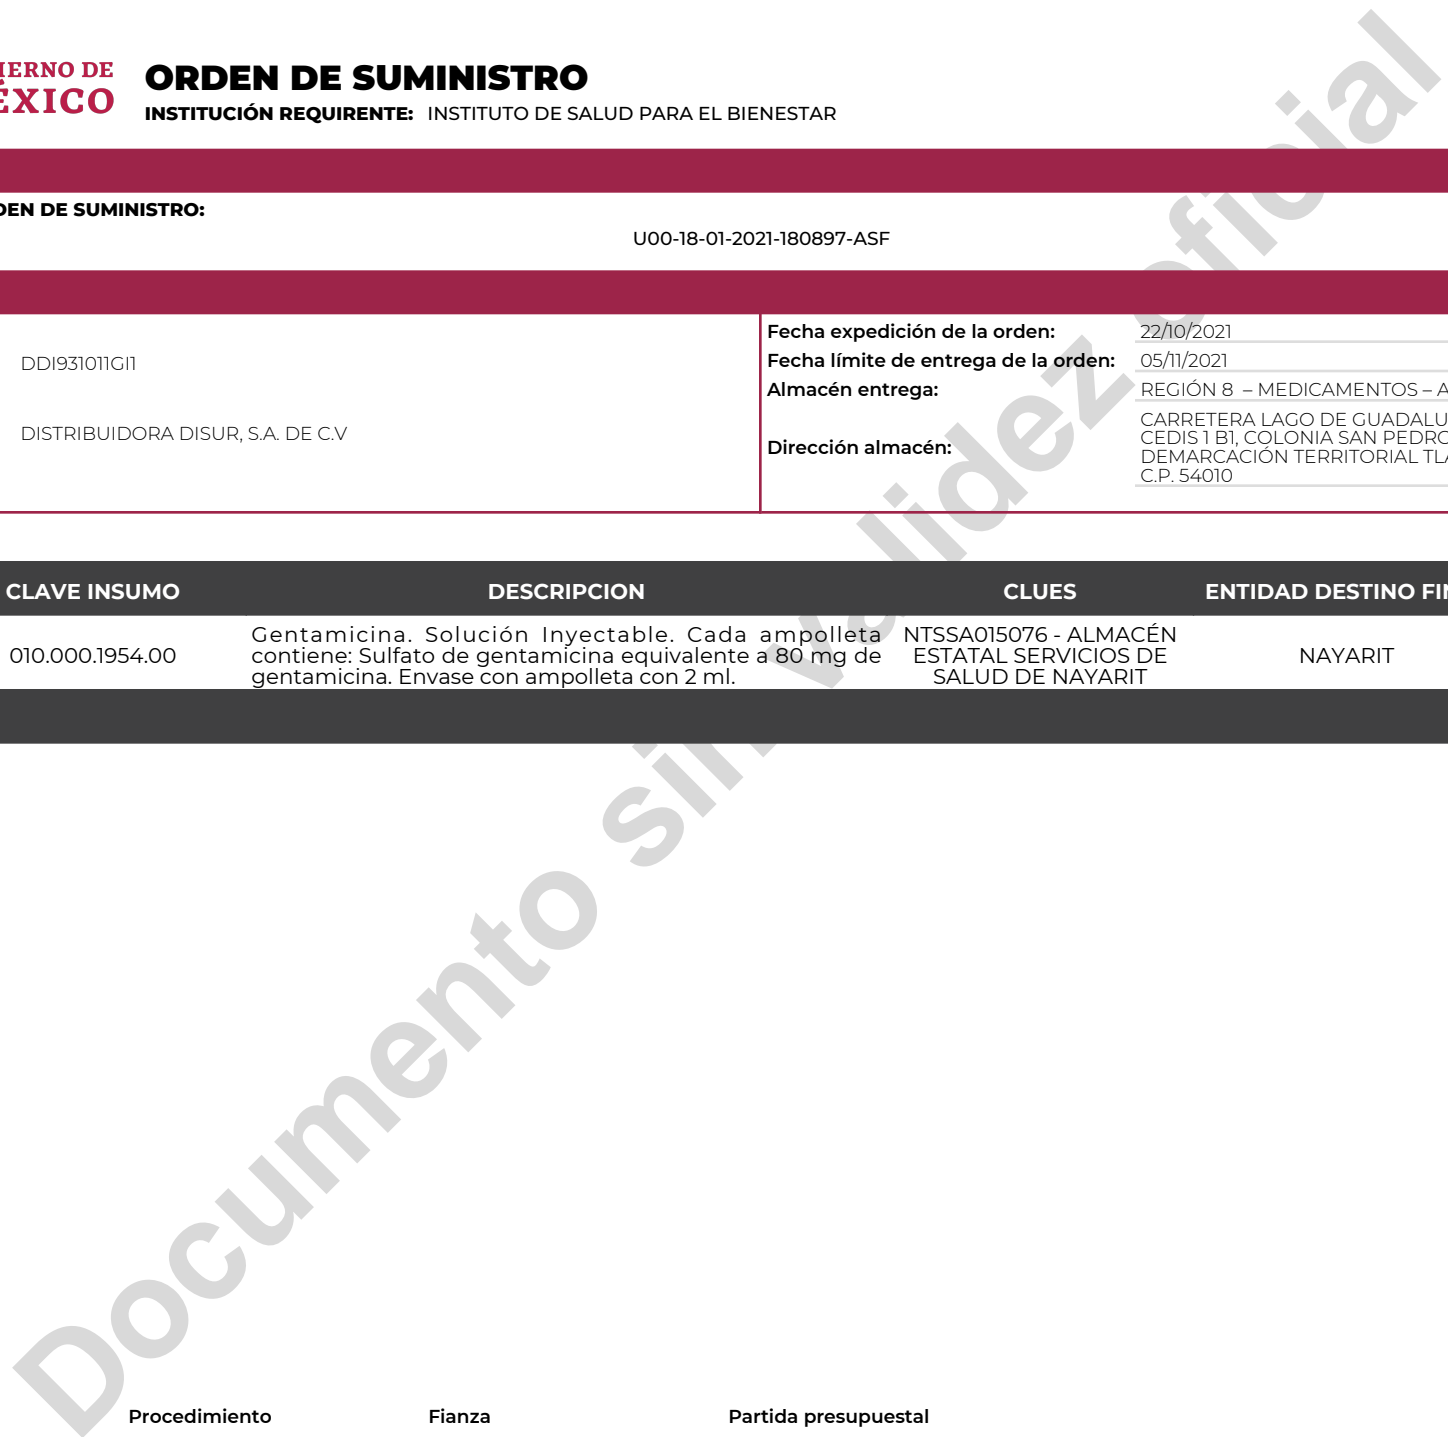 IERNO DE
ÉXICO
ORDEN DE SUMINISTRO
INSTITUCIÓN REQUIRENTE: INSTITUTO DE SALUD PARA EL BIENESTAR
DEN DE SUMINISTRO:
U00-18-01-2021-180897-ASF
DDI931011GI1
DISTRIBUIDORA DISUR, S.A. DE C.V
Fecha expedición de la orden: 22/10/2021
Fecha límite de entrega de la orden: 05/11/2021
Almacén entrega: REGIÓN 8 – MEDICAMENTOS – A
Dirección almacén:
CARRETERA LAGO DE GUADALU
CEDIS 1 B1, COLONIA SAN PEDRO
DEMARCACIÓN TERRITORIAL TLA
C.P. 54010
CLAVE INSUMO DESCRIPCION CLUES ENTIDAD DESTINO FIN
010.000.1954.00
Gentamicina. Solución Inyectable. Cada ampolleta
contiene: Sulfato de gentamicina equivalente a 80 mg de
gentamicina. Envase con ampolleta con 2 ml.
NTSSA015076 - ALMACÉN
ESTATAL SERVICIOS DE
SALUD DE NAYARIT
NAYARIT
Documento sin validez oficial
Procedimiento Fianza Partida presupuestal